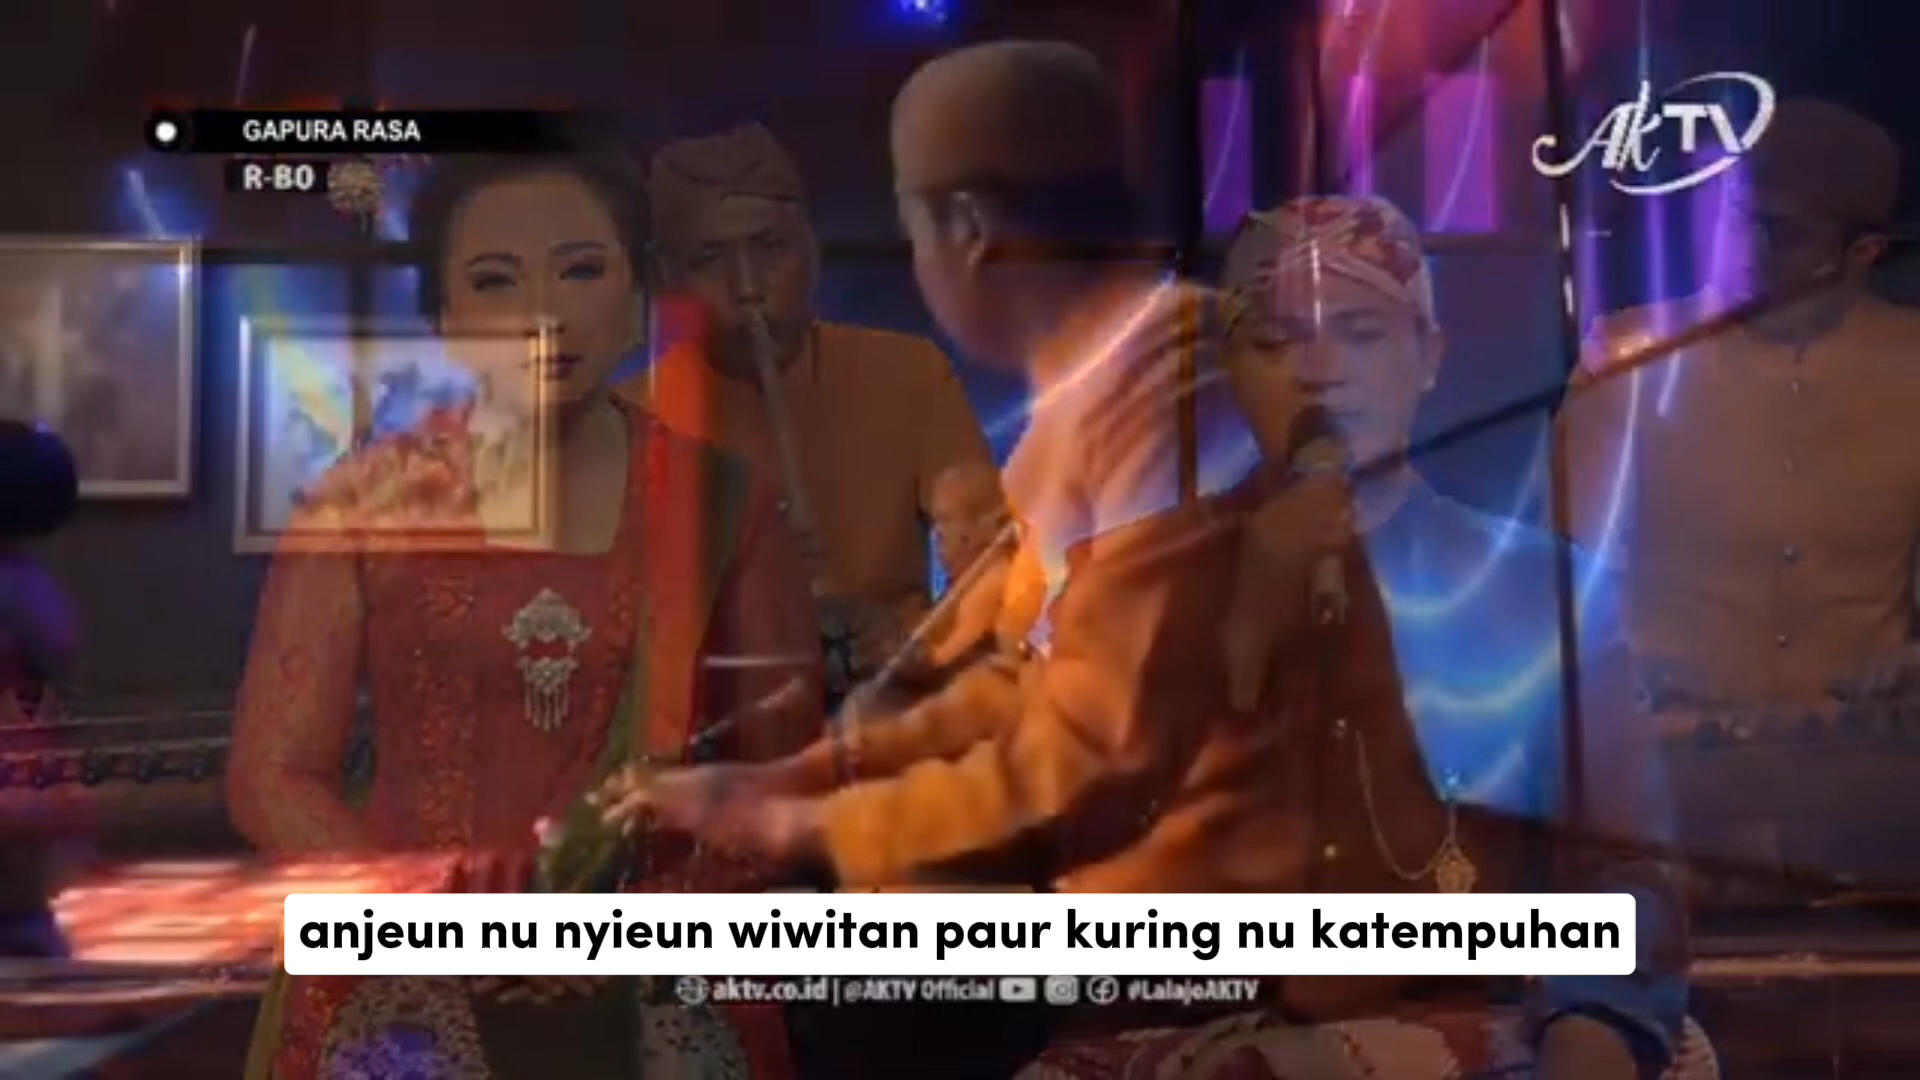 GAPURA RASA
R-BO
AkTV
anjeun nu nyieun wiwitan paur kuring nu katempuhan
aktv.co.id | @AKTV Official #LalajoAKTV